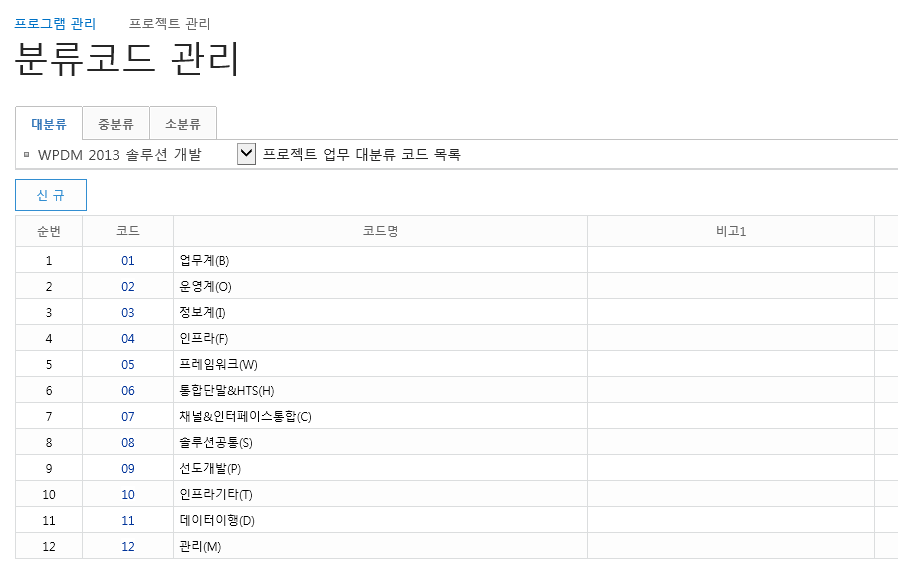 프로그램 관리 프로젝트 관리
분류코드 관리
대분류 중분류 소분류
WPDM 2013 솔루션 개발 프로젝트 업무 대분류 코드 목록
신 규
순번 코드 코드명 비고1
1 01 업무계(B)
2 02 운영계(O)
3 03 정보계(I)
4 04 인프라(F)
5 05 프레임워크(W)
6 06 통합단말&HTS(H)
7 07 채널&인터페이스통합(C)
8 08 솔루션공통(S)
9 09 선도개발(P)
10 10 인프라기타(T)
11 11 데이터이행(D)
12 12 관리(M)